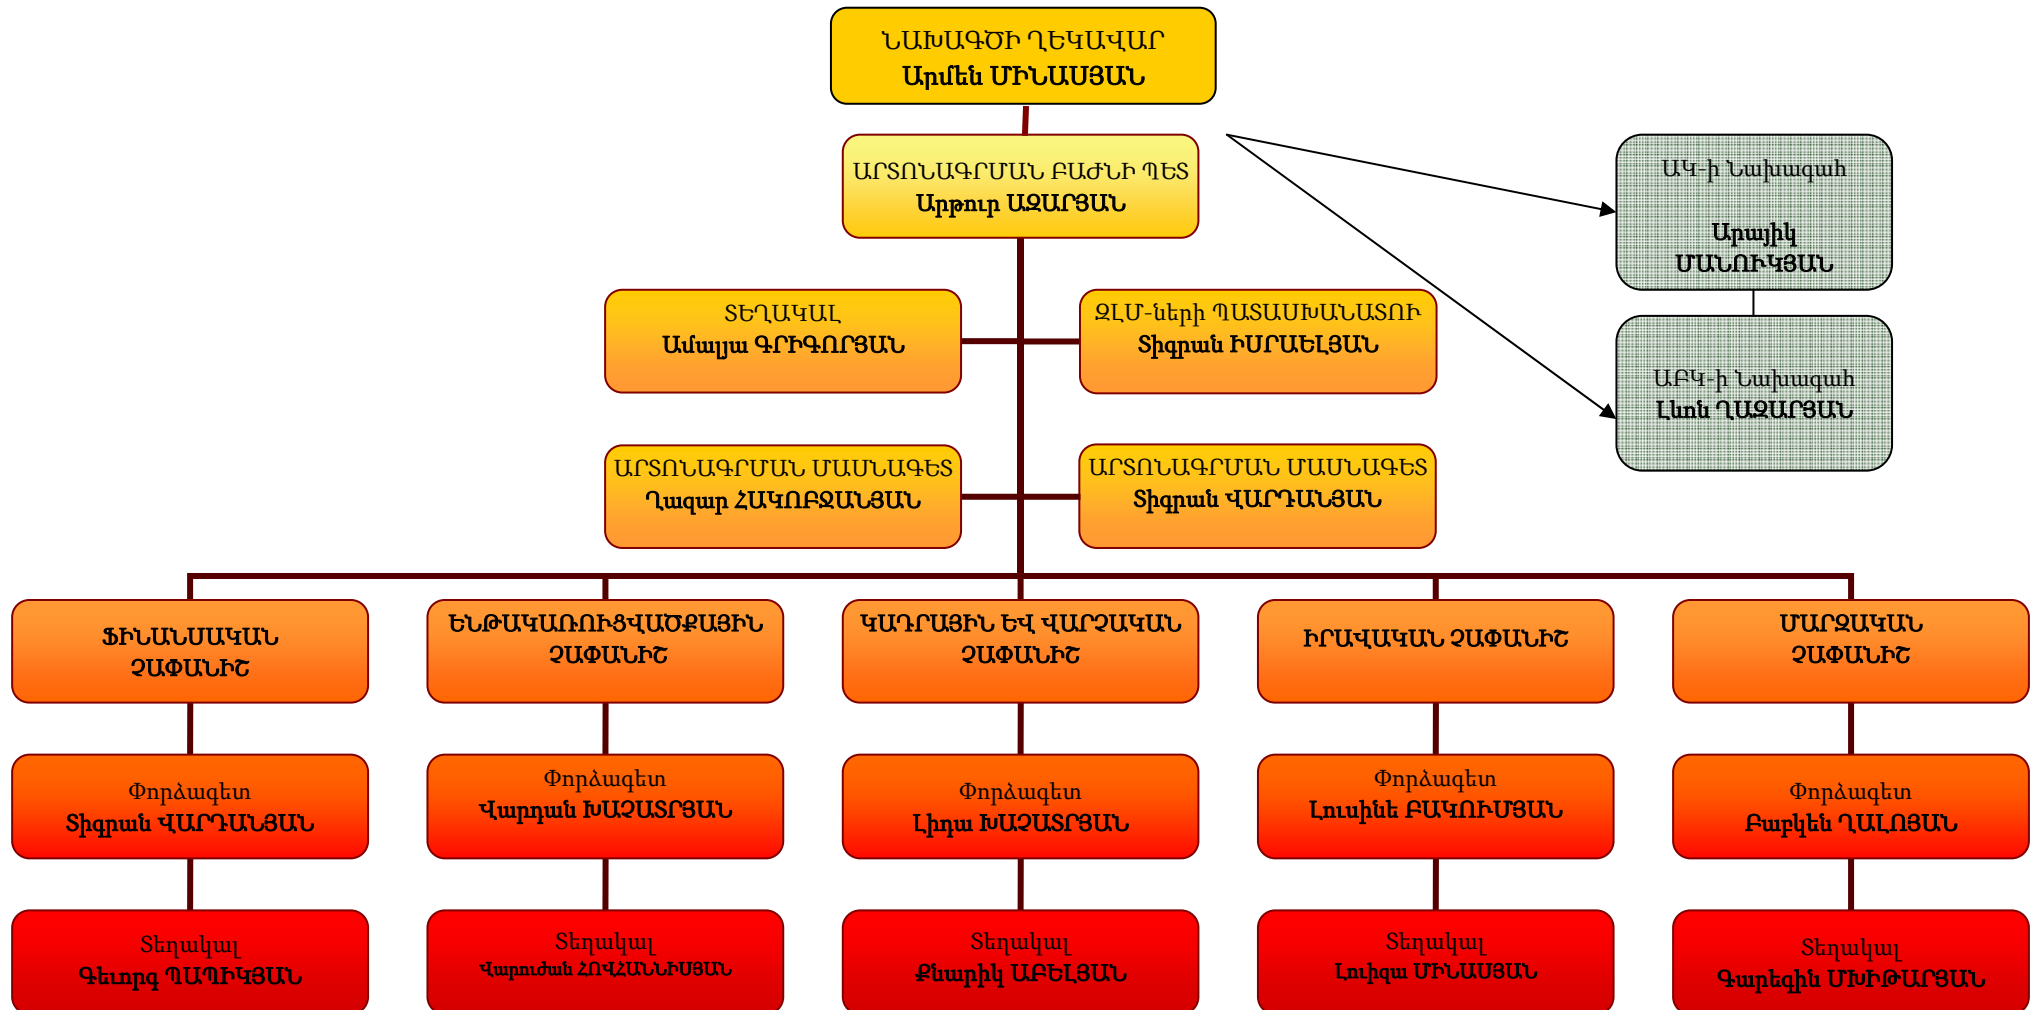 ՆԱԽԱԳԾԻ ՂԵԿԱՎԱՐ
Արմեն ՄԻՆԱՍՅԱՆ
ԱՐՏՈՆԱԳՐՄԱՆ ԲԱԺՆԻ ՊԵՏ
Արթուր ԱԶԱՐՅԱՆ
ԱԿ-ի Նախագահ
Արայիկ
ՄԱՆՈՒԿՅԱՆ
ՏԵՂԱԿԱԼ
Ամալյա ԳՐԻԳՈՐՅԱՆ
ԶԼՄ-ների ՊԱՏԱՍԽԱՆԱՏՈՒ
Տիգրան ԻՍՐԱԵԼՅԱՆ
ԱԲԿ-ի Նախագահ
Լևոն ՂԱԶԱՐՅԱՆ
ԱՐՏՈՆԱԳՐՄԱՆ ՄԱՍՆԱԳԵՏ
Ղազար ՀԱԿՈԲՋԱՆՅԱՆ
ԱՐՏՈՆԱԳՐՄԱՆ ՄԱՍՆԱԳԵՏ
Տիգրան ՎԱՐԴԱՆՅԱՆ
ՖԻՆԱՆՍԱԿԱՆ
ՉԱՓԱՆԻՇ
ԵՆԹԱԿԱՌՈՒՑՎԱԾՔԱՅԻՆ
ՉԱՓԱՆԻՇ
ԿԱԴՐԱՅԻՆ ԵՎ ՎԱՐՉԱԿԱՆ
ՉԱՓԱՆԻՇ
ԻՐԱՎԱԿԱՆ ՉԱՓԱՆԻՇ
ՄԱՐԶԱԿԱՆ
ՉԱՓԱՆԻՇ
Փորձագետ
Տիգրան ՎԱՐԴԱՆՅԱՆ
Փորձագետ
Վարդան ԽԱՉԱՏՐՅԱՆ
Փորձագետ
Լիդա ԽԱՉԱՏՐՅԱՆ
Փորձագետ
Լուսինե ԲԱԿՈՒՄՅԱՆ
Փորձագետ
Բաբկեն ՂԱԼՈՅԱՆ
Տեղակալ
Գեւորգ ՊԱՊԻԿՅԱՆ
Տեղակալ
Վարուժան ՀՈՎՀԱՆՆԻՍՅԱՆ
Տեղակալ
Քնարիկ ԱԲԵԼՅԱՆ
Տեղակալ
Լուիզա ՄԻՆԱՍՅԱՆ
Տեղակալ
Գարեգին ՄԽԻԹԱՐՅԱՆ